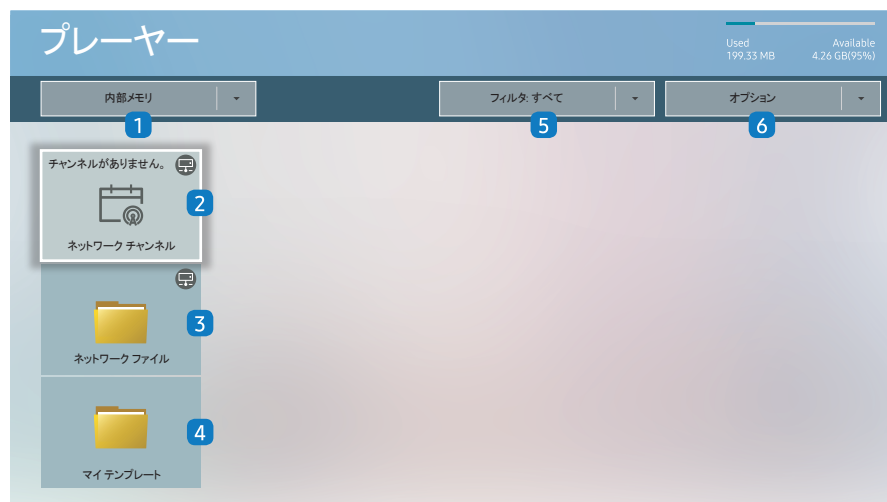 プレーヤー
Used
199.33 MB
Available
4.26 GB(95%)
内部メモリ
フィルタ: すべて
オプション
1
5
6
チャンネルがありません。
2
ネットワーク チャンネル
3
ネットワーク ファイル
4
マイ テンプレート